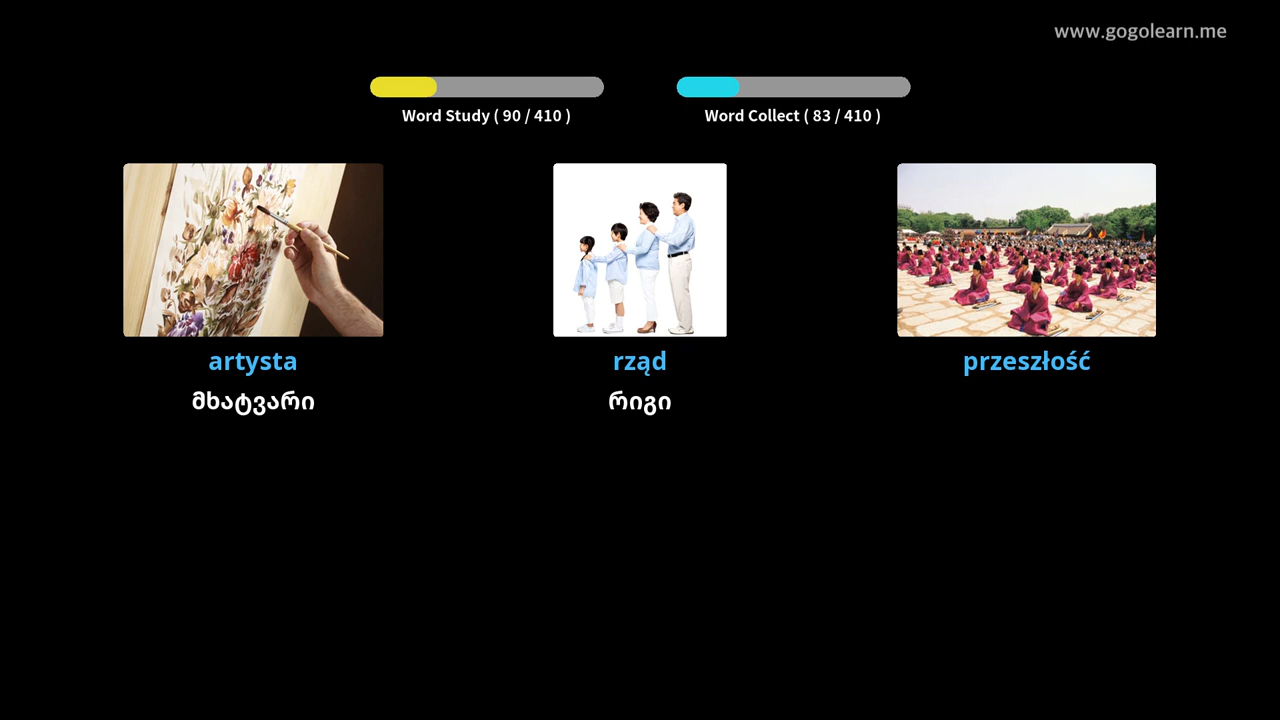 www.gogolearn.me
Word Study ( 90 / 410 )
Word Collect ( 83 / 410 )
artysta
rząd
przeszłość
მხატვარი
რიგი